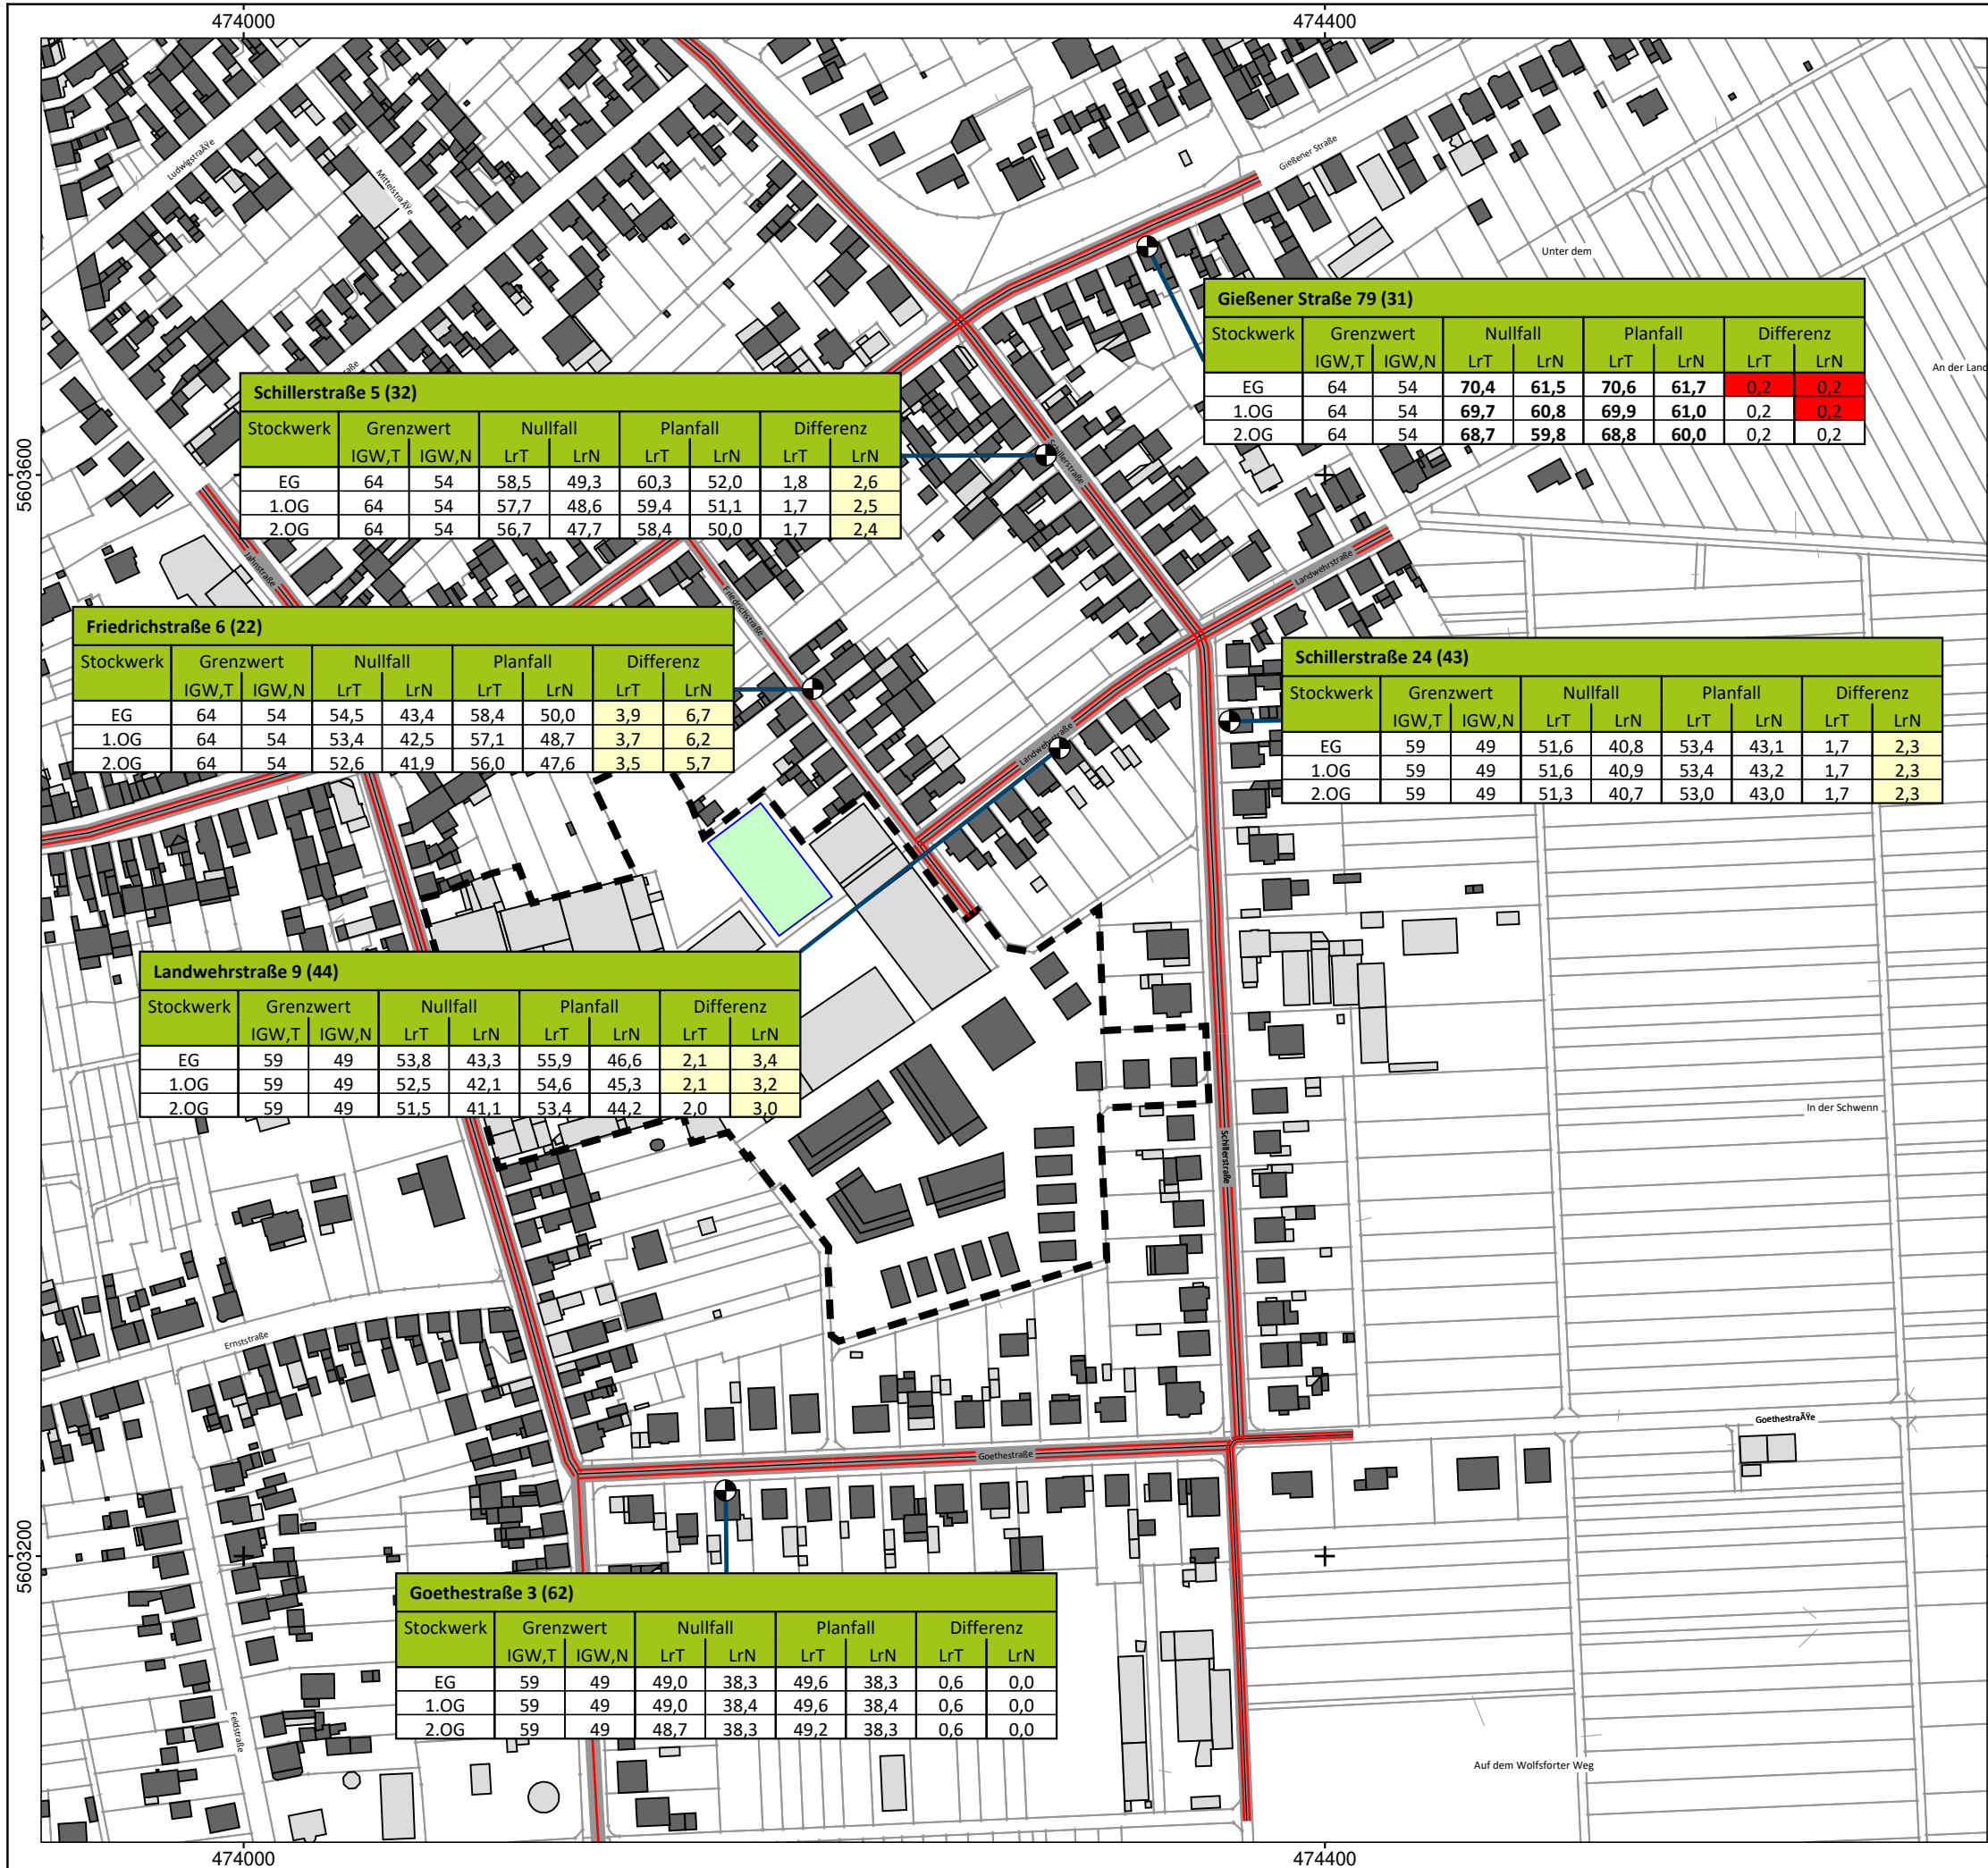 474000
474400
LudwigstraÃŸe
MittelstraÃŸe
Gießener Straße
Unter dem
Gießener Straße 79 (31)
Stockwerk Grenzwert Nullfall Planfall Differenz
IGW,T IGW,N LrT LrN LrT LrN LrT LrN
EG 64 54 70,4 61,5 70,6 61,7 0,2 0,2
1.OG 64 54 69,7 60,8 69,9 61,0 0,2 0,2
2.OG 64 54 68,7 59,8 68,8 60,0 0,2 0,2
An der Land
aße
Schillerstraße 5 (32)
Stockwerk Grenzwert Nullfall Planfall Differenz
IGW,T IGW,N LrT LrN LrT LrN LrT LrN
EG 64 54 58,5 49,3 60,3 52,0 1,8 2,6
1.OG 64 54 57,7 48,6 59,4 51,1 1,7 2,5
2.OG 64 54 56,7 47,7 58,4 50,0 1,7 2,4
Schillerstraße
5603600
Jahnstraße
Friedrichstraße
Landwehrstraße
Friedrichstraße 6 (22)
Stockwerk Grenzwert Nullfall Planfall Differenz
IGW,T IGW,N LrT LrN LrT LrN LrT LrN
EG 64 54 54,5 43,4 58,4 50,0 3,9 6,7
1.OG 64 54 53,4 42,5 57,1 48,7 3,7 6,2
2.OG 64 54 52,6 41,9 56,0 47,6 3,5 5,7
Schillerstraße 24 (43)
Stockwerk Grenzwert Nullfall Planfall Differenz
IGW,T IGW,N LrT LrN LrT LrN LrT LrN
EG 59 49 51,6 40,8 53,4 43,1 1,7 2,3
1.OG 59 49 51,6 40,9 53,4 43,2 1,7 2,3
2.OG 59 49 51,3 40,7 53,0 43,0 1,7 2,3
Landwehrstraße
Landwehrstraße 9 (44)
Stockwerk Grenzwert Nullfall Planfall Differenz
IGW,T IGW,N LrT LrN LrT LrN LrT LrN
EG 59 49 53,8 43,3 55,9 46,6 2,1 3,4
1.OG 59 49 52,5 42,1 54,6 45,3 2,1 3,2
2.OG 59 49 51,5 41,1 53,4 44,2 2,0 3,0
In der Schwenn
Schillerstraße
Ernststraße
GoethestraÃŸe
Goethestraße
5603200
Goethestraße 3 (62)
Stockwerk Grenzwert Nullfall Planfall Differenz
IGW,T IGW,N LrT LrN LrT LrN LrT LrN
EG 59 49 49,0 38,3 49,6 38,3 0,6 0,0
1.OG 59 49 49,0 38,4 49,6 38,4 0,6 0,0
2.OG 59 49 48,7 38,3 49,2 38,3 0,6 0,0
Feldstraße
Auf dem Wolfsforter Weg
474000
474400